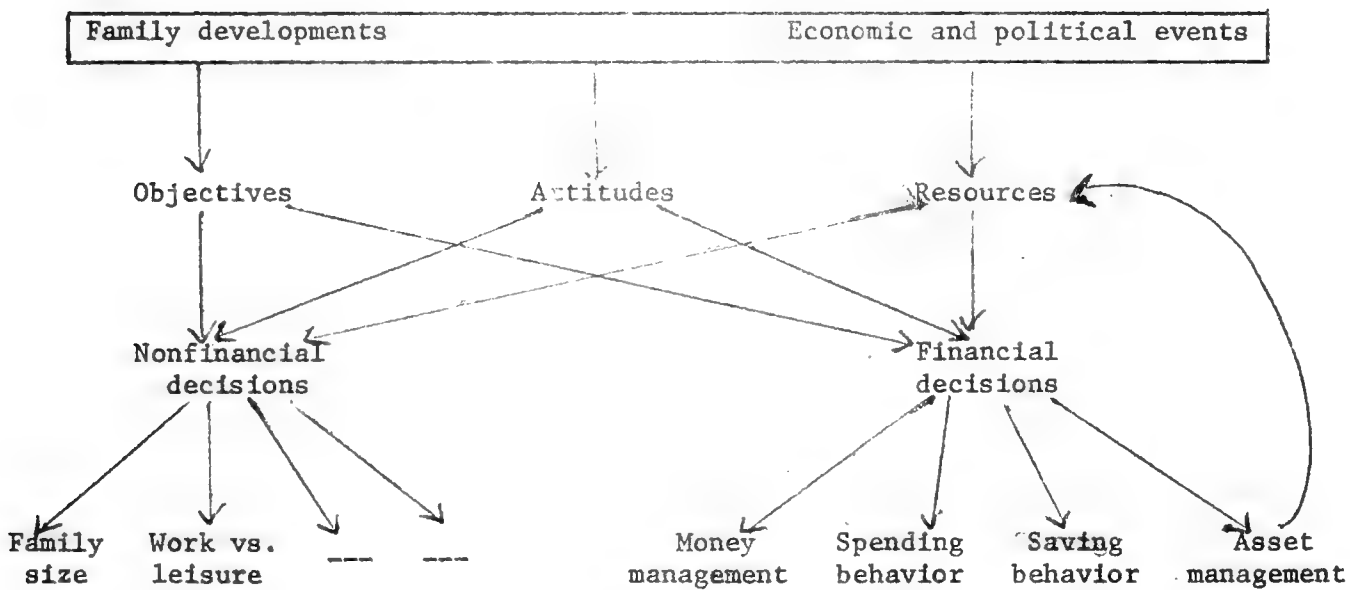 Family developments Economic and political events
Objectives Attitudes Resources
Nonfinancial Financial
decisions decisions
Family Work vs. --- --- Money Spending Saving Asset
size leisure management behavior behavior management